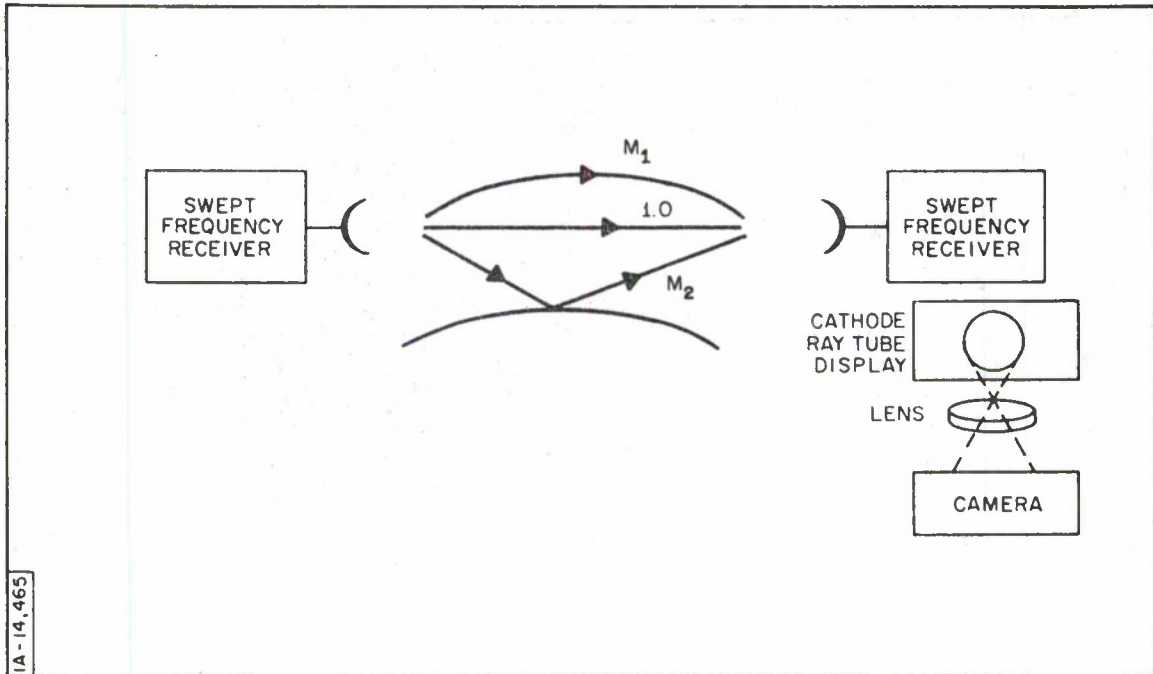 M₁
SWEPT
FREQUENCY
RECEIVER
1.0
SWEPT
FREQUENCY
RECEIVER
M₂
CATHODE
RAY TUBE
DISPLAY
LENS
CAMERA
IA-14,465